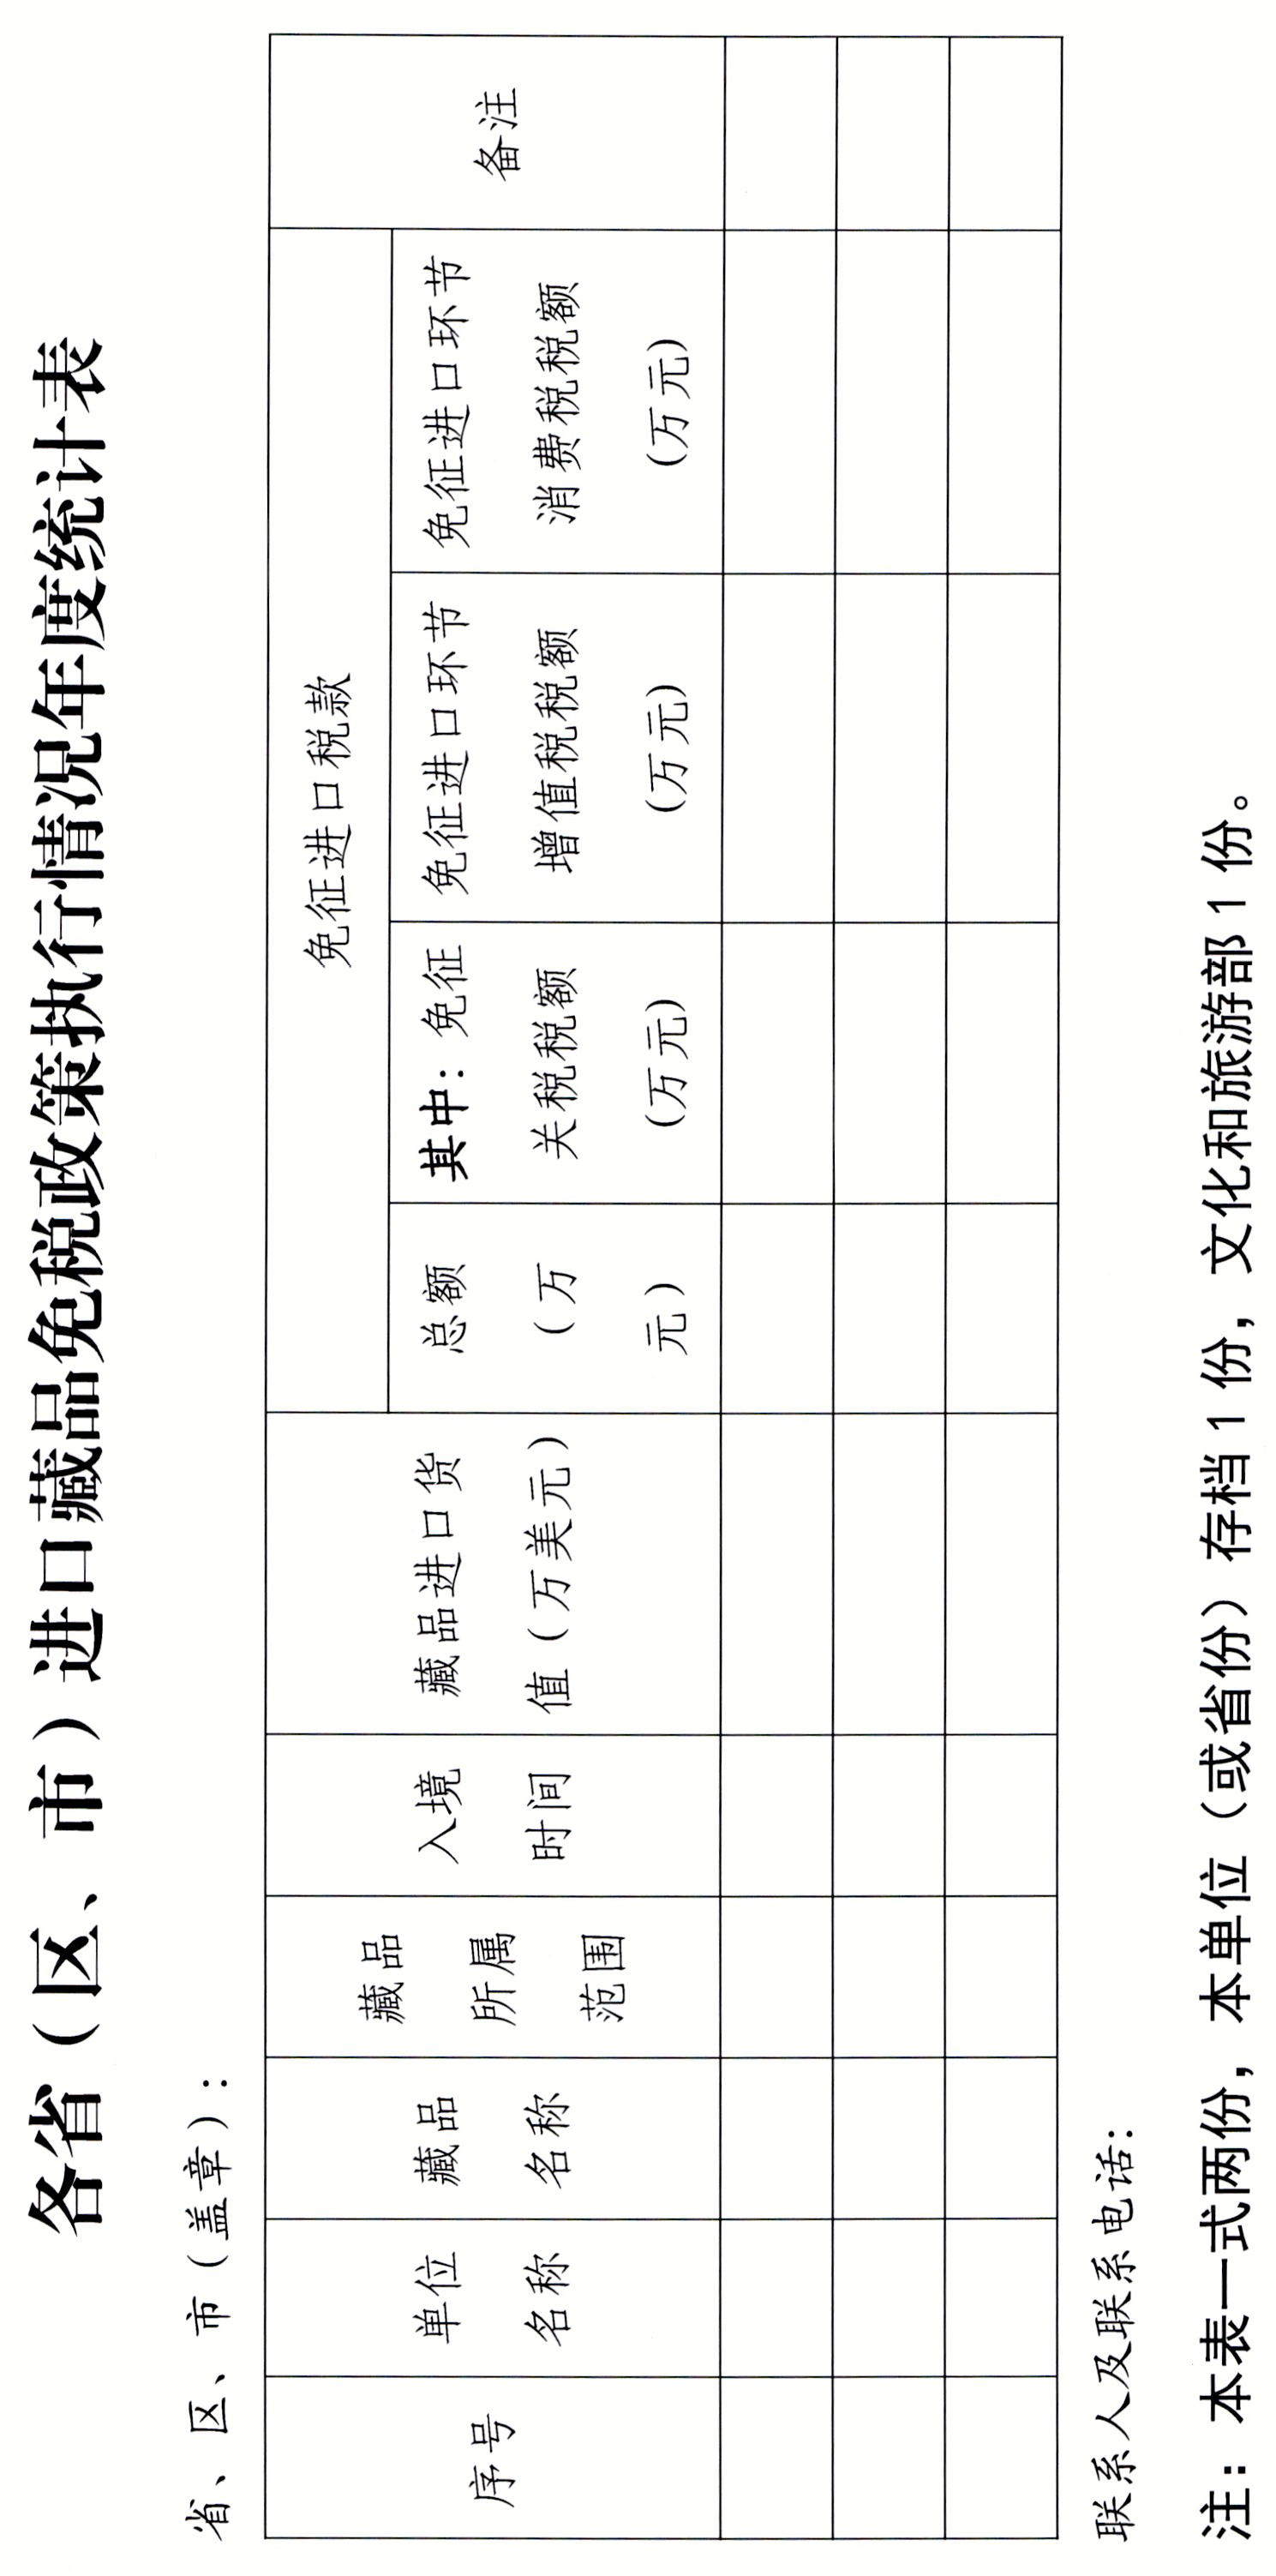 各省（区、市）进口藏品免税政策执行情况年度统计表
省、区、市（盖章）：
序号
单位
名称
藏品
名称
藏品
所属
范围
入境
时间
藏品进口货
值（万美元）
免征进口税款
总额
（万
元）
其中：免征
关税税额
(万元)
免征进口环节
增值税税额
(万元)
免征进口环节
消费税税额
(万元)
备注
联系人及联系电话：
注：本表一式两份，本单位（或省份）存档 1 份，文化和旅游部 1 份。